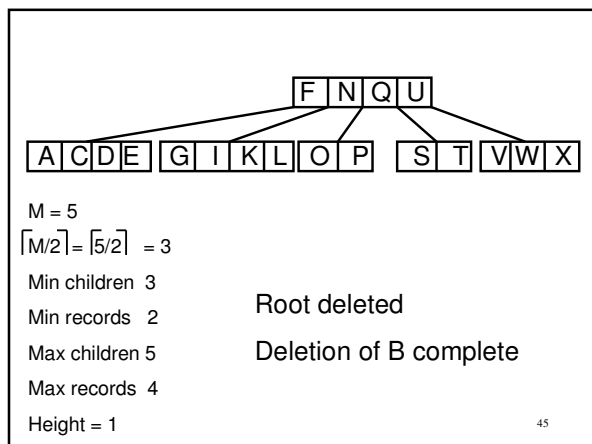 F N Q U
A C D E G I K L O P S T V W X
M = 5
⌈M/2⌉ = ⌈5/2⌉ = 3
Min children 3
Min records 2
Max children 5
Max records 4
Height = 1
Root deleted
Deletion of B complete
45